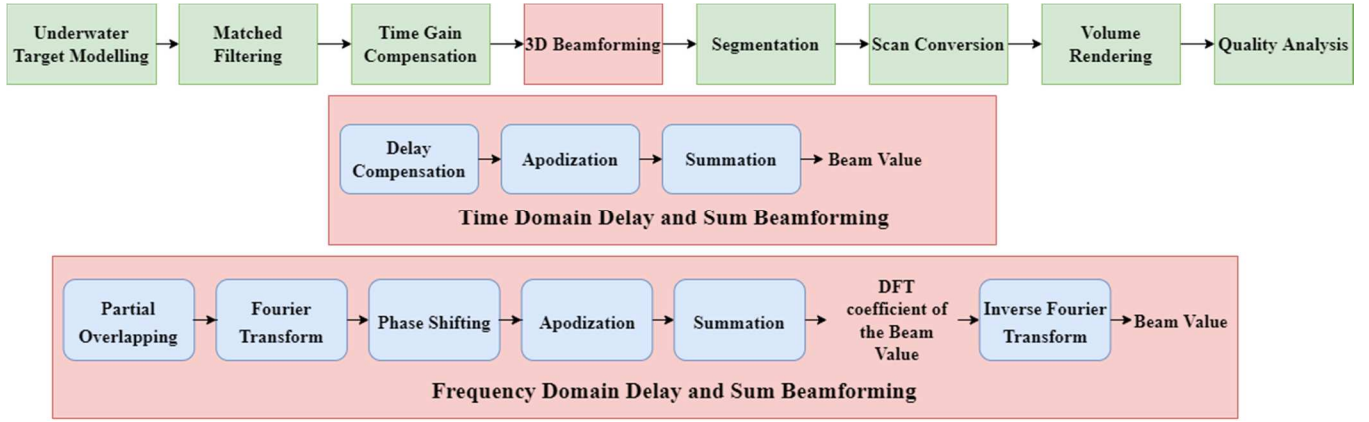 Underwater
Target Modelling
Matched
Filtering
Time Gain
Compensation
3D Beamforming
Segmentation
Scan Conversion
Volume
Rendering
Quality Analysis
Delay
Compensation
Apodization
Summation
Beam Value
Time Domain Delay and Sum Beamforming
Partial
Overlapping
Fourier
Transform
Phase Shifting
Apodization
Summation
DFT
coefficient of
the Beam
Value
Inverse Fourier
Transform
Beam Value
Frequency Domain Delay and Sum Beamforming